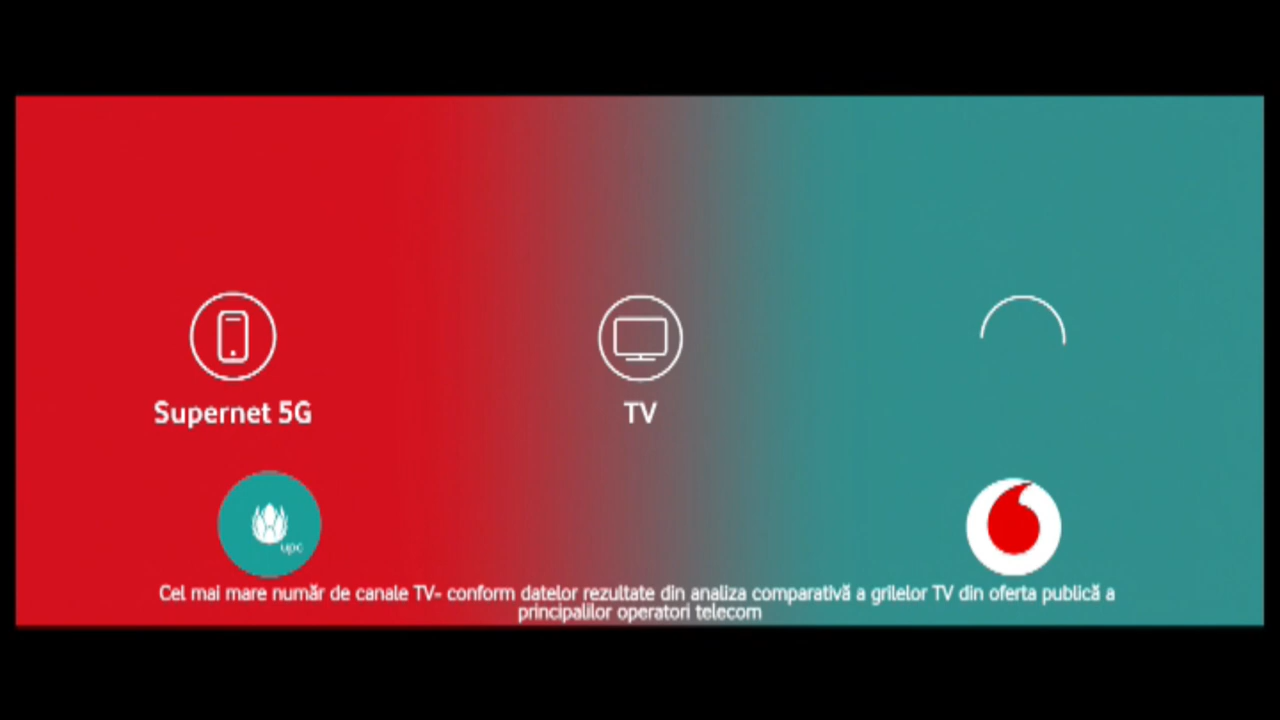 Supernet 5G
TV
upc
Cel mai mare număr de canale TV- conform datelor rezultate din analiza comparativă a grilelor TV din oferta publică a
principalilor operatori telecom